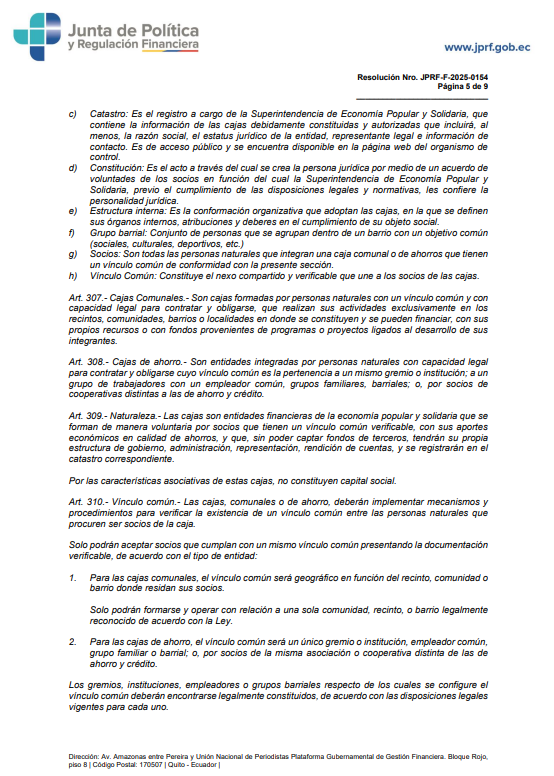 Junta de Política
y Regulación Financiera
www.jprf.gob.ec
Resolución Nro. JPRF-F-2025-0154
Página 5 de 9
c) Catastro: Es el registro a cargo de la Superintendencia de Economía Popular y Solidaria, que
contiene la información de las cajas debidamente constituidas y autorizadas que incluirá, al
menos, la razón social, el estatus jurídico de la entidad, representante legal e información de
contacto. Es de acceso público y se encuentra disponible en la página web del organismo de
control.
d) Constitución: Es el acto a través del cual se crea la persona jurídica por medio de un acuerdo de
voluntades de los socios en función del cual la Superintendencia de Economía Popular y
Solidaria, previo el cumplimiento de las disposiciones legales y normativas, les confiere la
personalidad jurídica.
e) Estructura interna: Es la conformación organizativa que adoptan las cajas, en la que se definen
sus órganos internos, atribuciones y deberes en el cumplimiento de su objeto social.
f) Grupo barrial: Conjunto de personas que se agrupan dentro de un barrio con un objetivo común
(sociales, culturales, deportivos, etc.)
g) Socios: Son todas las personas naturales que integran una caja comunal o de ahorros que tienen
un vínculo común de conformidad con la presente sección.
h) Vínculo Común: Constituye el nexo compartido y verificable que une a los socios de las cajas.
Art. 307.- Cajas Comunales.- Son cajas formadas por personas naturales con un vínculo común y con
capacidad legal para contratar y obligarse, que realizan sus actividades exclusivamente en los
recintos, comunidades, barrios o localidades en donde se constituyen y se pueden financiar, con sus
propios recursos o con fondos provenientes de programas o proyectos ligados al desarrollo de sus
integrantes.
Art. 308.- Cajas de ahorro.- Son entidades integradas por personas naturales con capacidad legal
para contratar y obligarse cuyo vínculo común es la pertenencia a un mismo gremio o institución; a un
grupo de trabajadores con un empleador común, grupos familiares, barriales; o, por socios de
cooperativas distintas a las de ahorro y crédito.
Art. 309.- Naturaleza.- Las cajas son entidades financieras de la economía popular y solidaria que se
forman de manera voluntaria por socios que tienen un vínculo común verificable, con sus aportes
económicos en calidad de ahorros, y que, sin poder captar fondos de terceros, tendrán su propia
estructura de gobierno, administración, representación, rendición de cuentas, y se registrarán en el
catastro correspondiente.
Por las características asociativas de estas cajas, no constituyen capital social.
Art. 310.- Vínculo común.- Las cajas, comunales o de ahorro, deberán implementar mecanismos y
procedimientos para verificar la existencia de un vínculo común entre las personas naturales que
procuren ser socios de la caja.
Solo podrán aceptar socios que cumplan con un mismo vínculo común presentando la documentación
verificable, de acuerdo con el tipo de entidad:
1. Para las cajas comunales, el vínculo común será geográfico en función del recinto, comunidad o
barrio donde residan sus socios.
Solo podrán formarse y operar con relación a una sola comunidad, recinto, o barrio legalmente
reconocido de acuerdo con la Ley.
2. Para las cajas de ahorro, el vínculo común será un único gremio o institución, empleador común,
grupo familiar o barrial; o, por socios de la misma asociación o cooperativa distinta de las de
ahorro y crédito.
Los gremios, instituciones, empleadores o grupos barriales respecto de los cuales se configure el
vínculo común deberán encontrarse legalmente constituidos, de acuerdo con las disposiciones legales
vigentes para cada uno.
Dirección: Av. Amazonas entre Pereira y Unión Nacional de Periodistas Plataforma Gubernamental de Gestión Financiera. Bloque Rojo,
piso 8 | Código Postal: 170507 | Quito - Ecuador |